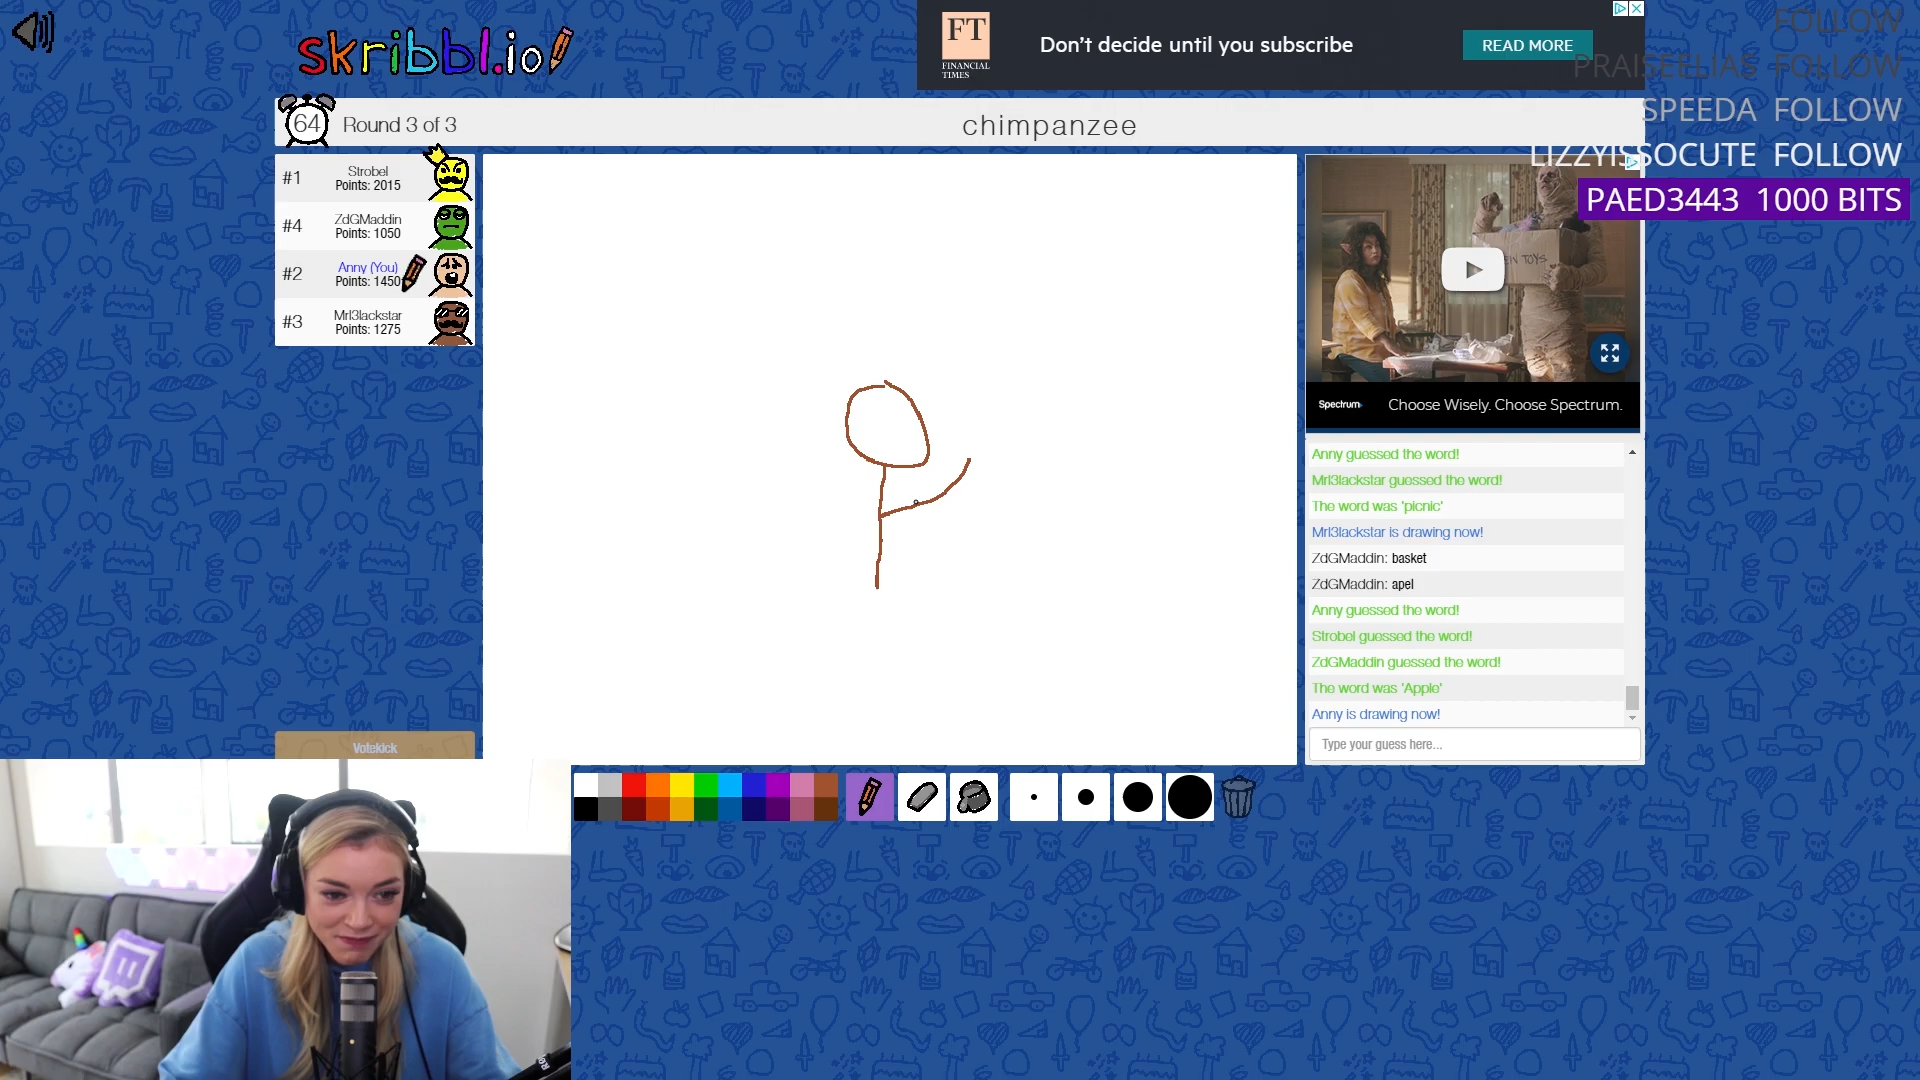 skribbl.io
FT
FINANCIAL
TIMES
Don't decide until you subscribe
READ MORE
FOLLOW
PRAISEELIAS FOLLOW
SPEEDA FOLLOW
LIZZYISSOCUTE FOLLOW
PAED3443 1000 BITS
64
Round 3 of 3
chimpanzee
#1
Strobel
Points: 2015
#4
ZdGMaddin
Points: 1050
#2
Anny (You)
Points: 1450
#3
Mrl3lackstar
Points: 1275
Votekick
TOYS
Spectrum
Choose Wisely. Choose Spectrum.
Anny guessed the word!
Mrl3lackstar guessed the word!
The word was 'picnic'
Mrl3lackstar is drawing now!
ZdGMaddin: basket
ZdGMaddin: apel
Anny guessed the word!
Strobel guessed the word!
ZdGMaddin guessed the word!
The word was 'Apple'
Anny is drawing now!
Type your guess here...